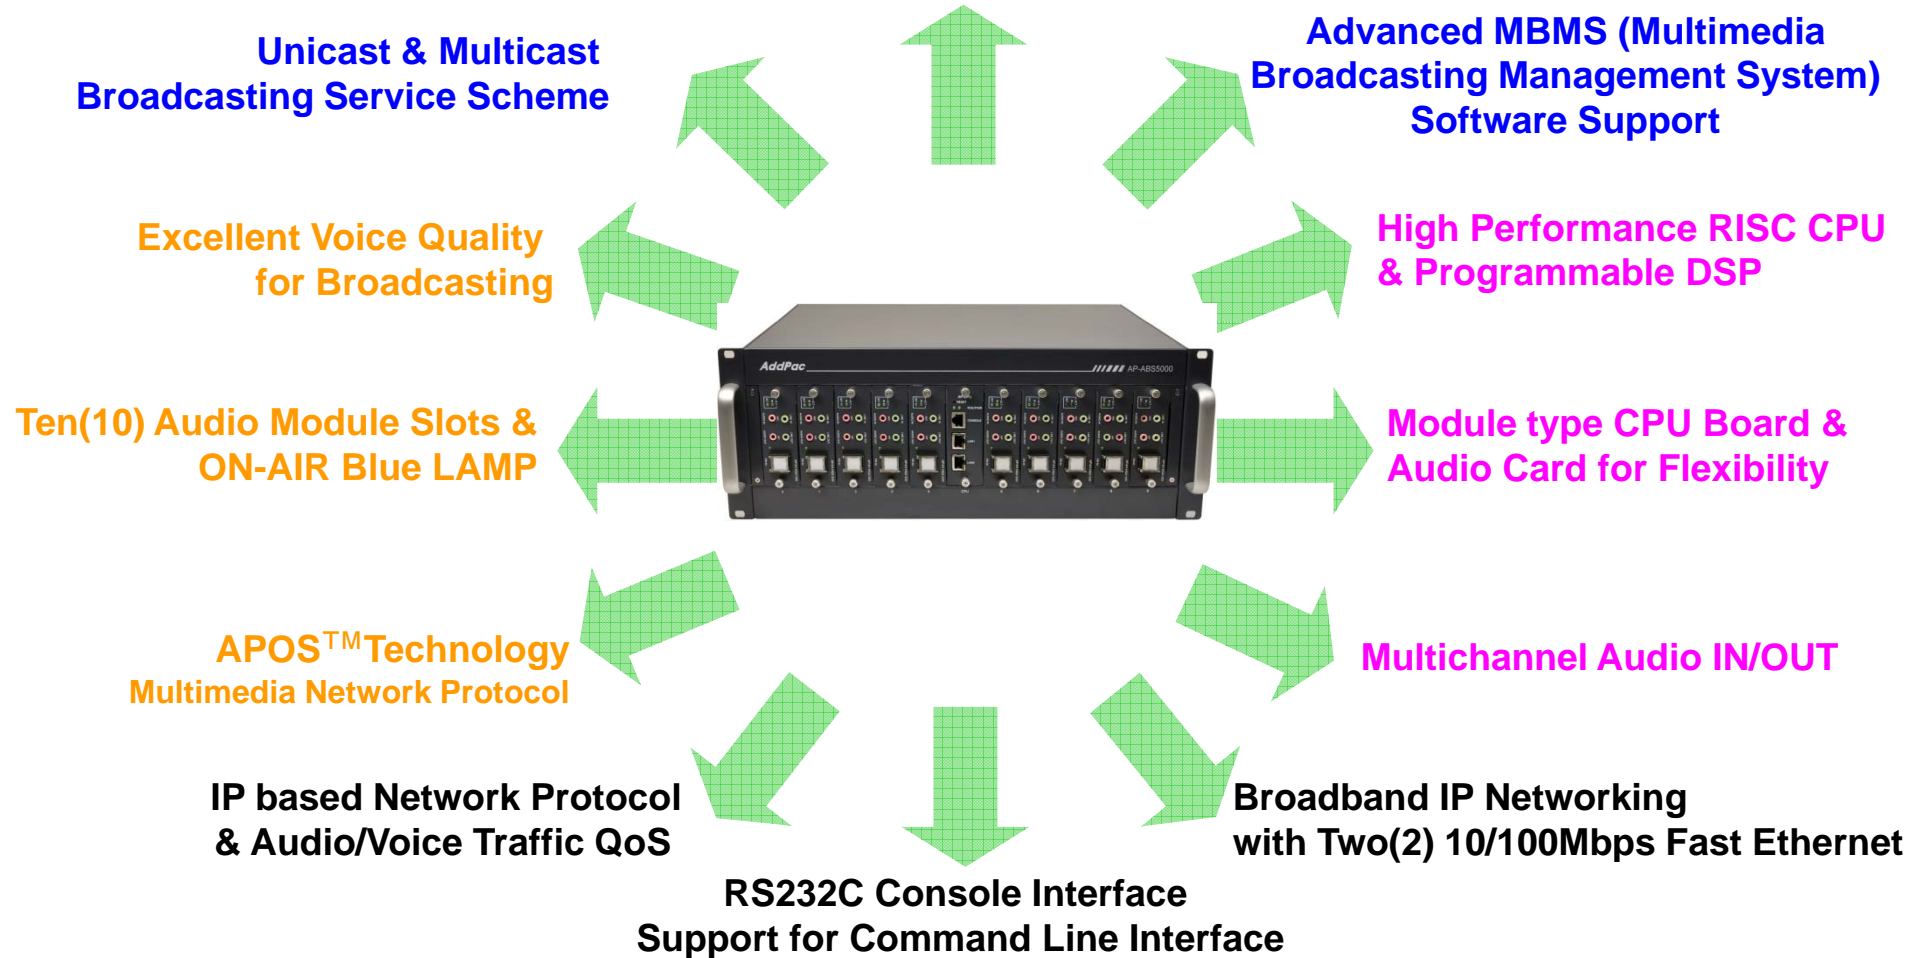 Unicast & Multicast
Broadcasting Service Scheme
Advanced MBMS (Multimedia
Broadcasting Management System)
Software Support
Excellent Voice Quality
for Broadcasting
High Performance RISC CPU
& Programmable DSP
AddPac
AP-ABS5000
Ten(10) Audio Module Slots &
ON-AIR Blue LAMP
Module type CPU Board &
Audio Card for Flexibility
APOS™Technology
Multimedia Network Protocol
Multichannel Audio IN/OUT
IP based Network Protocol
& Audio/Voice Traffic QoS
Broadband IP Networking
with Two(2) 10/100Mbps Fast Ethernet
RS232C Console Interface
Support for Command Line Interface